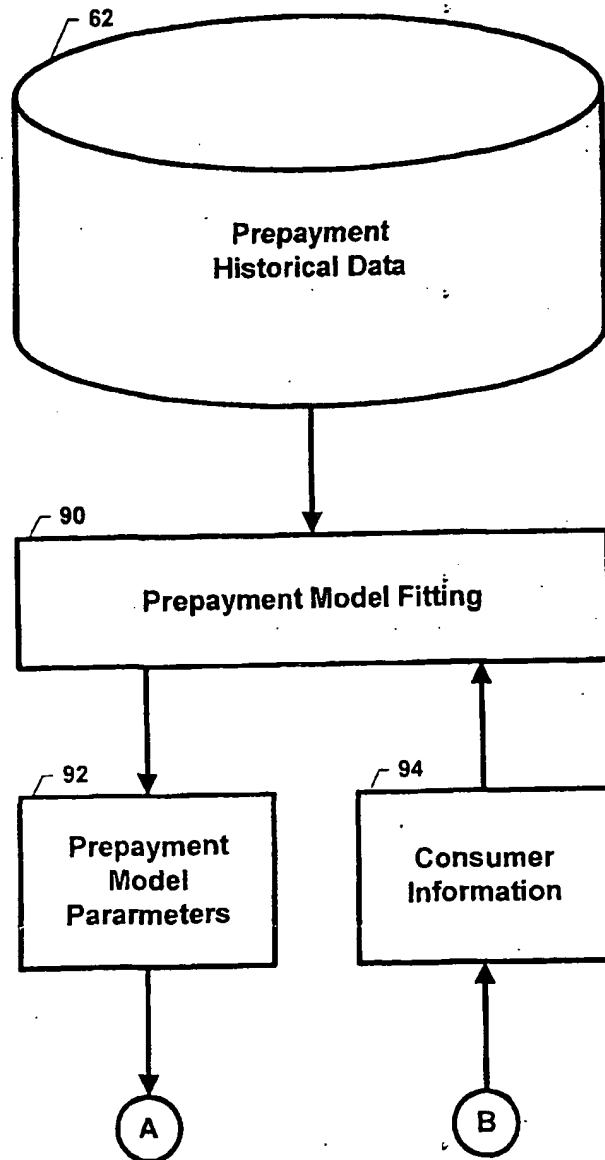 62
Prepayment
Historical Data
90
Prepayment Model Fitting
92
Prepayment
Model
Pararmeters
94
Consumer
Information
A
B